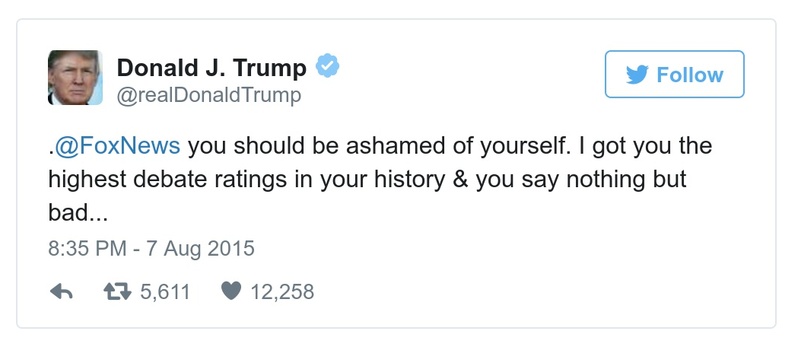 Donald J. Trump
Follow
@realDonaldTrump
.@FoxNews you should be ashamed of yourself. I got you the
highest debate ratings in your history & you say nothing but
bad...
8:35 PM - 7 Aug 2015
5,611 12,258